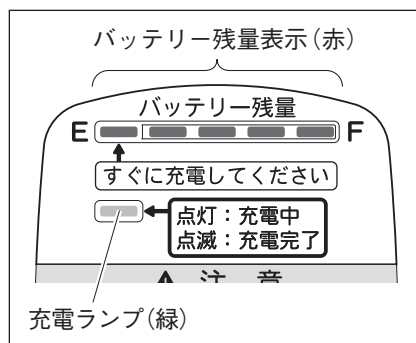 バッテリー残量表示（赤）
バッテリー残量
E F
すぐに充電してください
点灯：充電中
点滅：充電完了
注意
充電ランプ（緑）